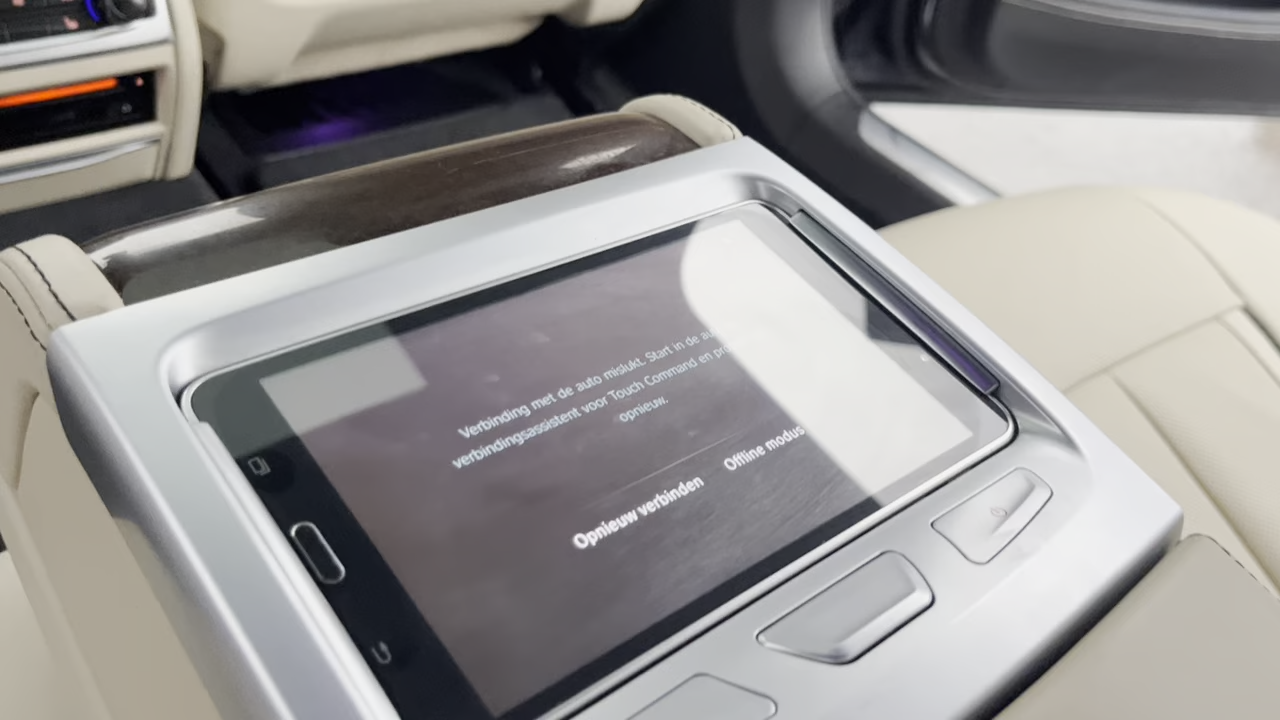 Verbinding met de auto mislukt. Start in de
verbindingsassistent voor Touch Command en
opnieuw.
Opnieuw verbinden Offline modus